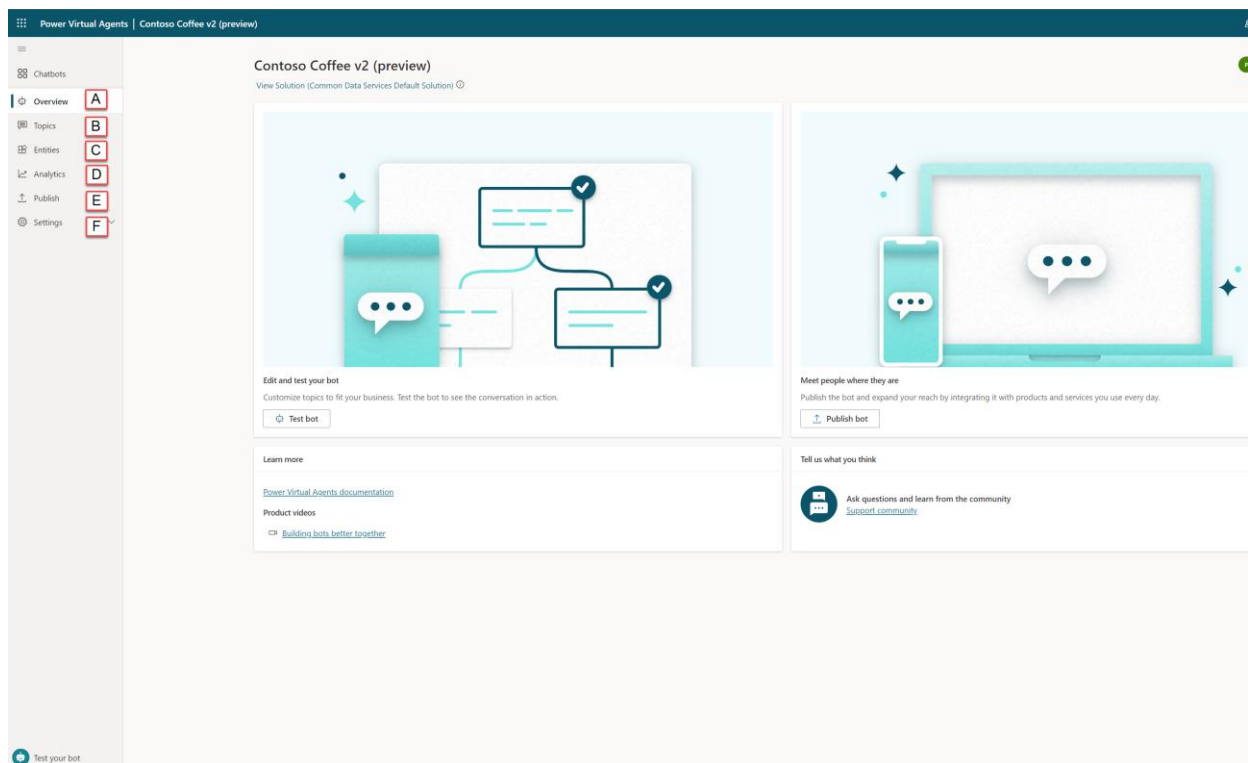 Power Virtual Agents | Contoso Coffee v2 (preview)
Chatbots
Overview A
Topics B
Entities C
Analytics D
Publish E
Settings F
Contoso Coffee v2 (preview)
View Solution (Common Data Services Default Solution)
Edit and test your bot
Customize topics to fit your business. Test the bot to see the conversation in action.
Test bot
Meet people where they are
Publish the bot and expand your reach by integrating it with products and services you use every day.
Publish bot
Learn more
Power Virtual Agents documentation
Product videos
Building bots better together
Tell us what you think
Ask questions and learn from the community
Support community
Test your bot